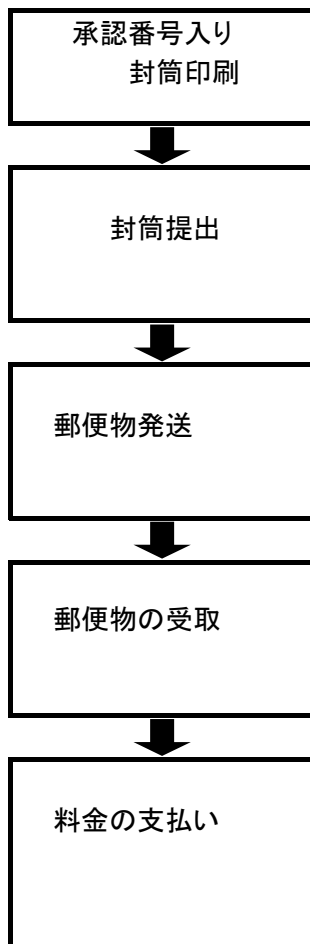 承認番号入り
封筒印刷
封筒提出
郵便物発送
郵便物の受取
料金の支払い